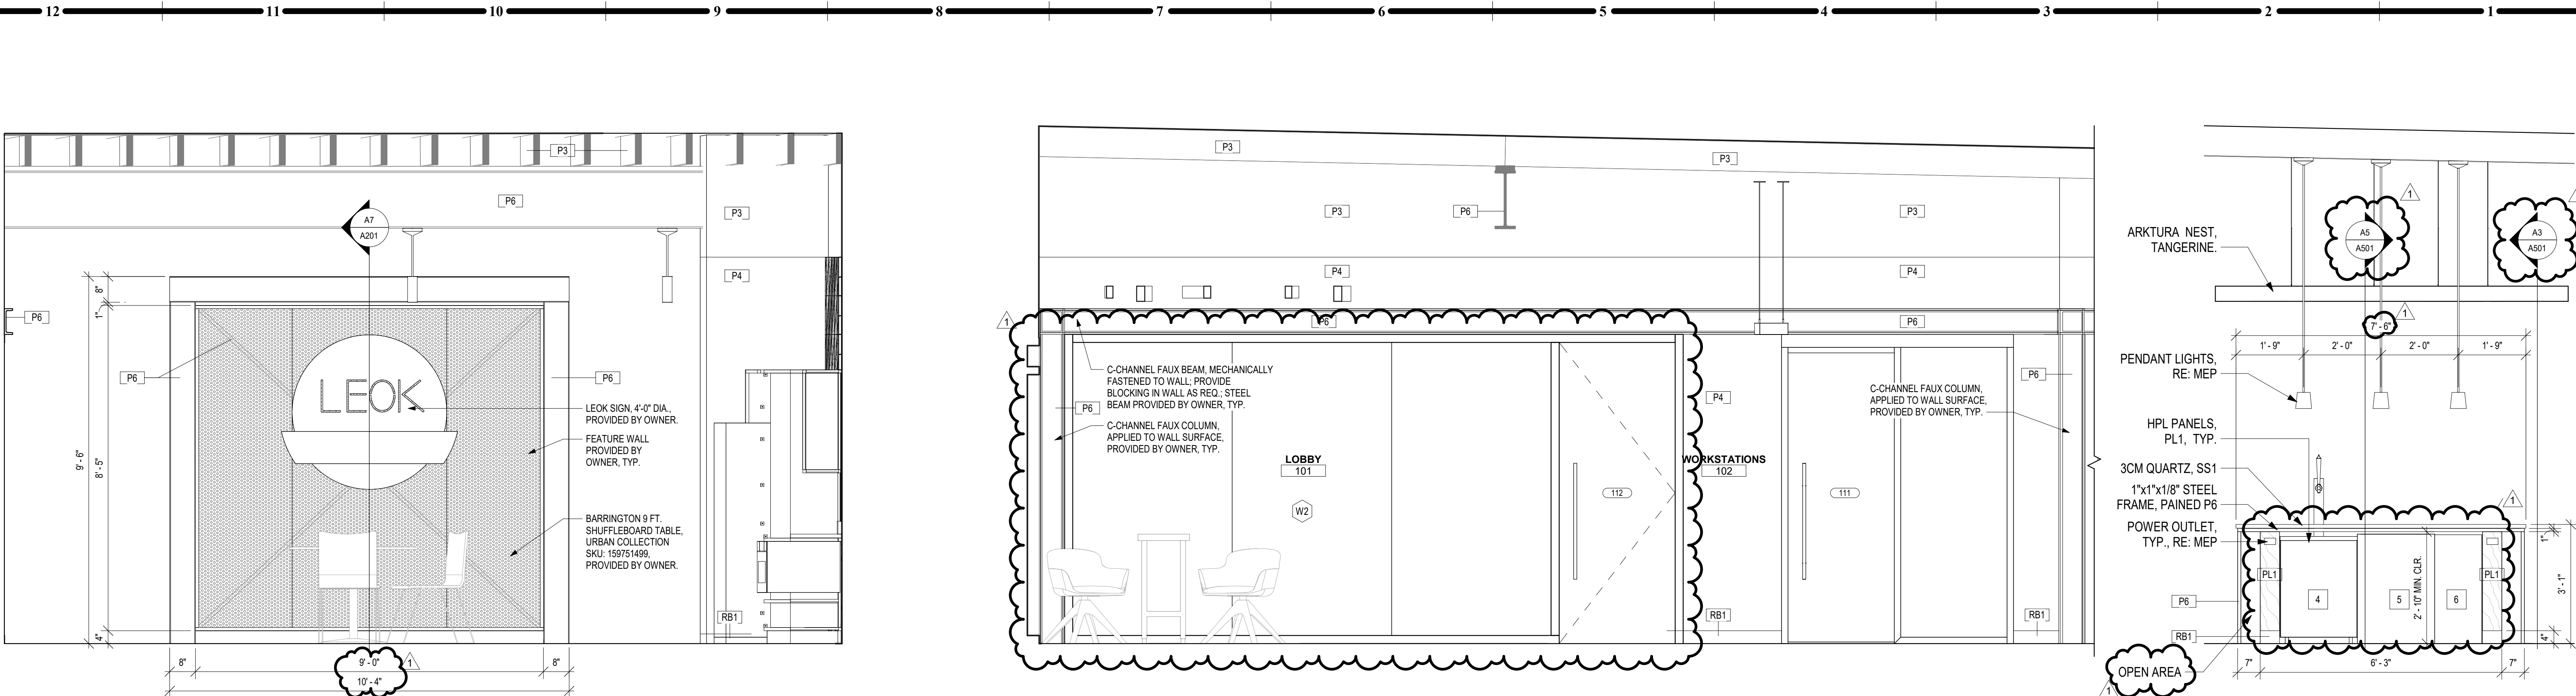 12 11 10 9 8 7 6 5 4 3 2 1
P3
P6
A7
A201
P3
P4
P6
P6
P6
8"
1"
9' - 6"
8' - 5"
4"
LEOK
LEOK SIGN, 4'-0" DIA.,
PROVIDED BY OWNER.
FEATURE WALL
PROVIDED BY
OWNER, TYP.
BARRINGTON 9 FT.
SHUFFLEBOARD TABLE,
URBAN COLLECTION
SKU: 159751499,
PROVIDED BY OWNER.
RB1
8"
9' - 0"
8"
1
10' - 4"
P3
P3
P3
P6
P3
P4
P4
1
P6
P6
C-CHANNEL FAUX BEAM, MECHANICALLY
FASTENED TO WALL; PROVIDE
BLOCKING IN WALL AS REQ.; STEEL
BEAM PROVIDED BY OWNER, TYP.
P6
C-CHANNEL FAUX COLUMN,
APPLIED TO WALL SURFACE,
PROVIDED BY OWNER, TYP.
LOBBY
101
W2
112
P4
WORKSTATIONS
102
RB1
111
C-CHANNEL FAUX COLUMN,
APPLIED TO WALL SURFACE,
PROVIDED BY OWNER, TYP.
P6
RB1
1
A5
A501
A3
A501
ARKTURA NEST,
TANGERINE.
1
7' - 6"
1' - 9"
2' - 0"
2' - 0"
1' - 9"
PENDANT LIGHTS,
RE: MEP
HPL PANELS,
PL1, TYP.
3CM QUARTZ, SS1
1"x1"x1/8" STEEL
FRAME, PAINED P6
POWER OUTLET,
TYP., RE: MEP
1
PL1
PL1
4
5
6
2' - 10" MIN. CLR.
1"
3' - 1"
4"
P6
RB1
OPEN AREA
1
7"
6' - 3"
7"